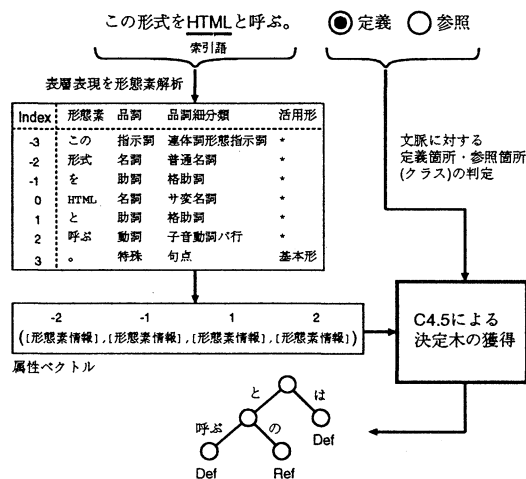 この形式をHTMLと呼ぶ。 定義 参照
索引語
表層表現を形態素解析
Index 形態素 品詞 品詞細分類 活用形
-3 この 指示詞 連体詞形態指示詞 *
-2 形式 名詞 普通名詞 *
-1 を 助詞 格助詞 *
0 HTML 名詞 サ変名詞 *
1 と 助詞 格助詞 *
2 呼ぶ 動詞 子音動詞バ行 *
3 。 特殊 句点 基本形
文脈に対する
定義箇所・参照箇所
(クラス)の判定
-2 -1 1 2
([形態素情報],[形態素情報],[形態素情報],[形態素情報])
属性ベクトル
C4.5による
決定木の獲得
と は
呼ぶ の Def
Def Ref